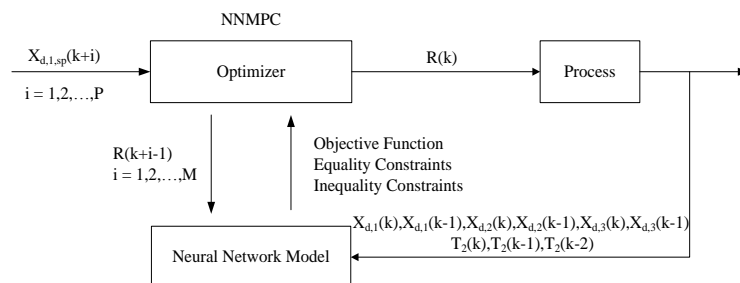 NNMPC
X_{d,1,sp}(k+i)
i = 1,2,…,P
Optimizer
R(k)
Process
R(k+i-1)
i = 1,2,…,M
Objective Function
Equality Constraints
Inequality Constraints
X_{d,1}(k),X_{d,1}(k-1),X_{d,2}(k),X_{d,2}(k-1),X_{d,3}(k),X_{d,3}(k-1)
T_2(k),T_2(k-1),T_2(k-2)
Neural Network Model